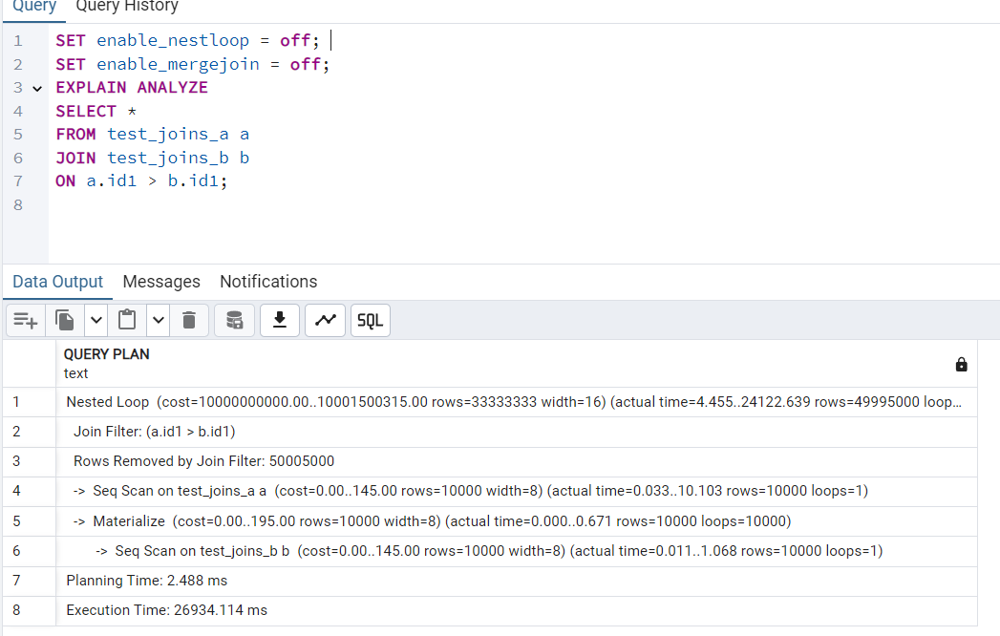 Query Query History
1 SET enable_nestloop = off;
2 SET enable_mergejoin = off;
3 EXPLAIN ANALYZE
4 SELECT *
5 FROM test_joins_a a
6 JOIN test_joins_b b
7 ON a.id1 > b.id1;
8
Data Output Messages Notifications
SQL
QUERY PLAN
text
1 Nested Loop (cost=10000000000.00..10001500315.00 rows=33333333 width=16) (actual time=4.455..24122.639 rows=49995000 loop...
2 Join Filter: (a.id1 > b.id1)
3 Rows Removed by Join Filter: 50005000
4 -> Seq Scan on test_joins_a a (cost=0.00..145.00 rows=10000 width=8) (actual time=0.033..10.103 rows=10000 loops=1)
5 -> Materialize (cost=0.00..195.00 rows=10000 width=8) (actual time=0.000..0.671 rows=10000 loops=10000)
6 -> Seq Scan on test_joins_b b (cost=0.00..145.00 rows=10000 width=8) (actual time=0.011..1.068 rows=10000 loops=1)
7 Planning Time: 2.488 ms
8 Execution Time: 26934.114 ms